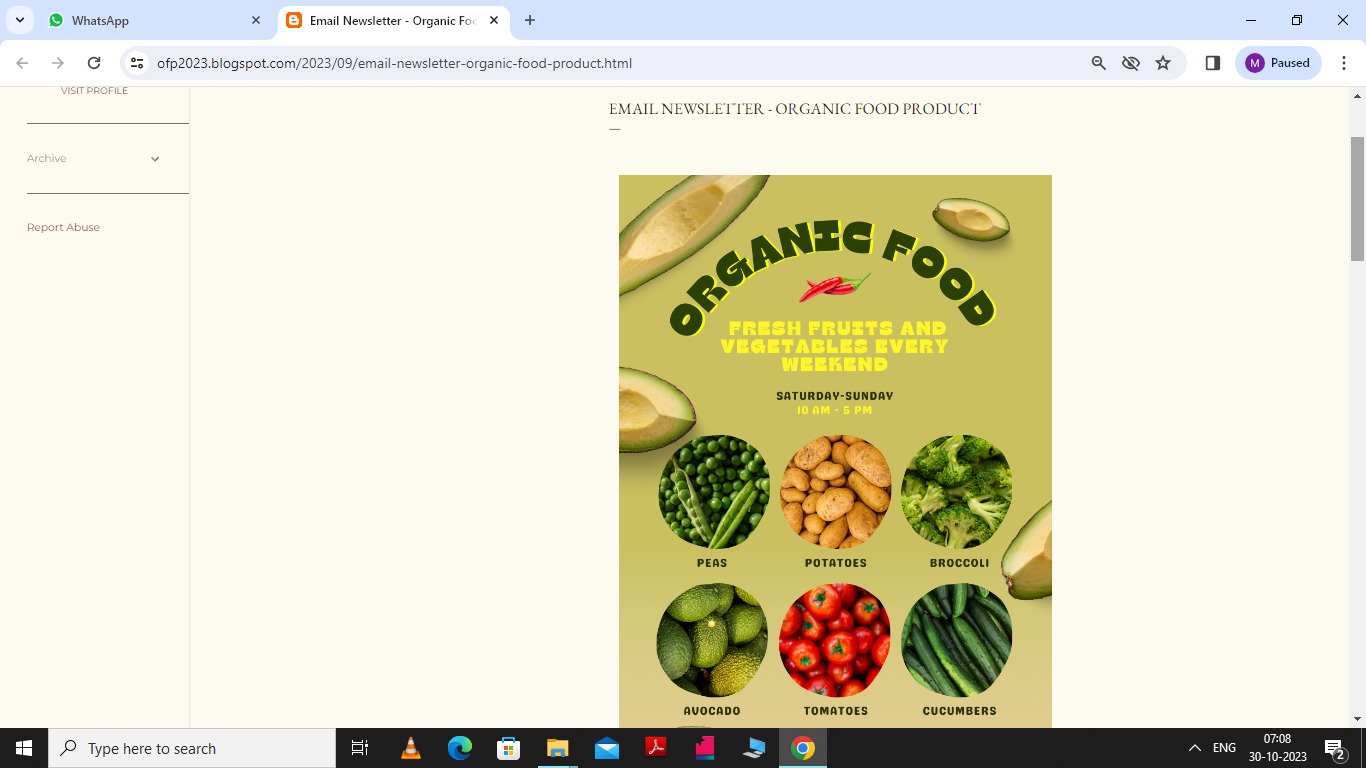 WhatsApp
Email Newsletter - Organic Foo
ofp2023.blogspot.com/2023/09/email-newsletter-organic-food-product.html
M Paused
VISIT PROFILE
Archive
Report Abuse
EMAIL NEWSLETTER - ORGANIC FOOD PRODUCT
ORGANIC FOOD
FRESH FRUITS AND
VEGETABLES EVERY
WEEKEND
SATURDAY-SUNDAY
10 AM - 5 PM
PEAS POTATOES BROCCOLI
AVOCADO TOMATOES CUCUMBERS
Type here to search
ENG
07:08
30-10-2023
2